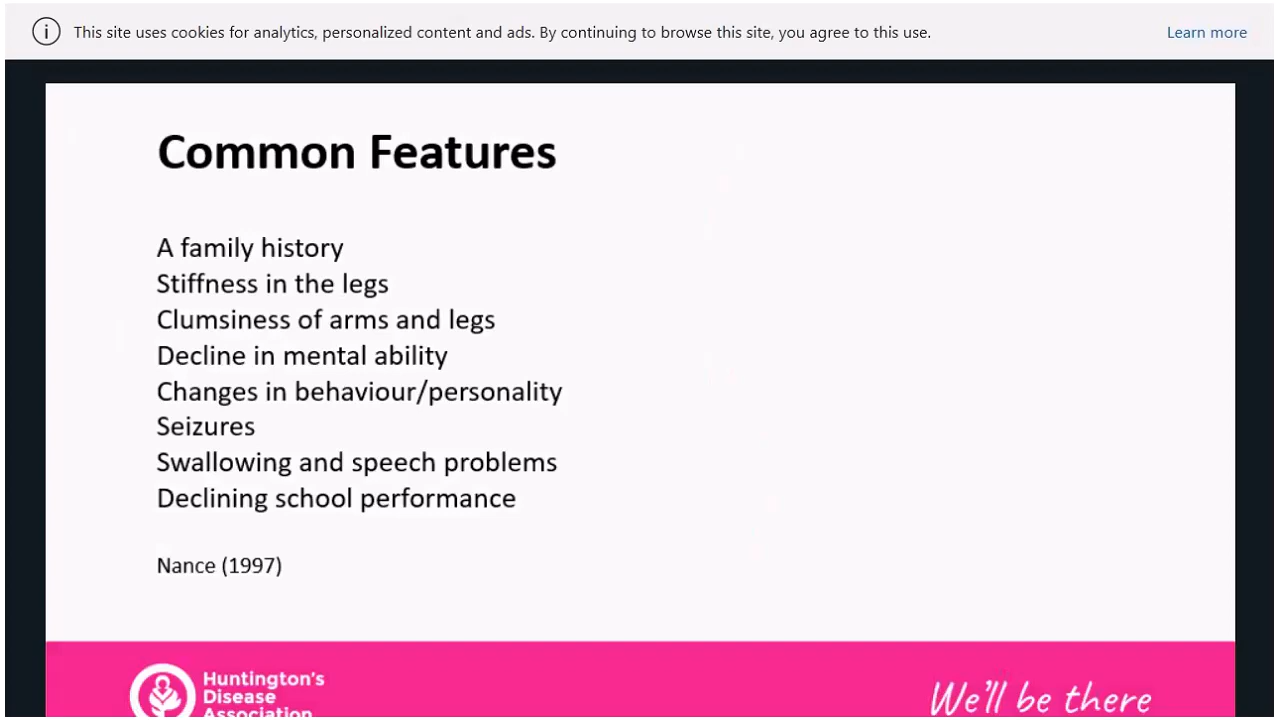 This site uses cookies for analytics, personalized content and ads. By continuing to browse this site, you agree to this use.
Learn more
Common Features
A family history
Stiffness in the legs
Clumsiness of arms and legs
Decline in mental ability
Changes in behaviour/personality
Seizures
Swallowing and speech problems
Declining school performance
Nance (1997)
Huntington's
Disease
Association
We'll be there